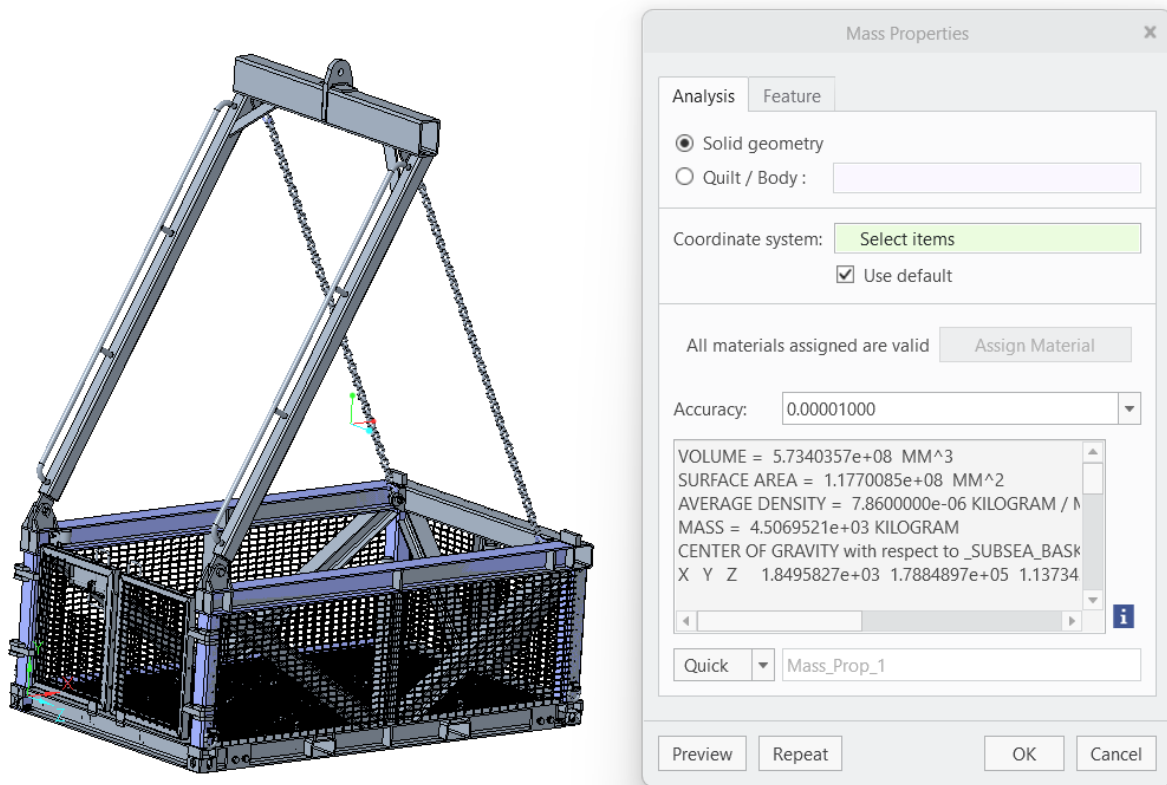 Mass Properties
Analysis Feature
Solid geometry
Quilt / Body :
Coordinate system: Select items
Use default
All materials assigned are valid Assign Material
Accuracy: 0.00001000
VOLUME = 5.7340357e+08 MM^3
SURFACE AREA = 1.1770085e+08 MM^2
AVERAGE DENSITY = 7.8600000e-06 KILOGRAM /
MASS = 4.5069521e+03 KILOGRAM
CENTER OF GRAVITY with respect to _SUBSEA_BASK
X Y Z 1.8495827e+03 1.7884897e+05 1.13734
Quick Mass_Prop_1
Preview Repeat OK Cancel
Y
X
Z